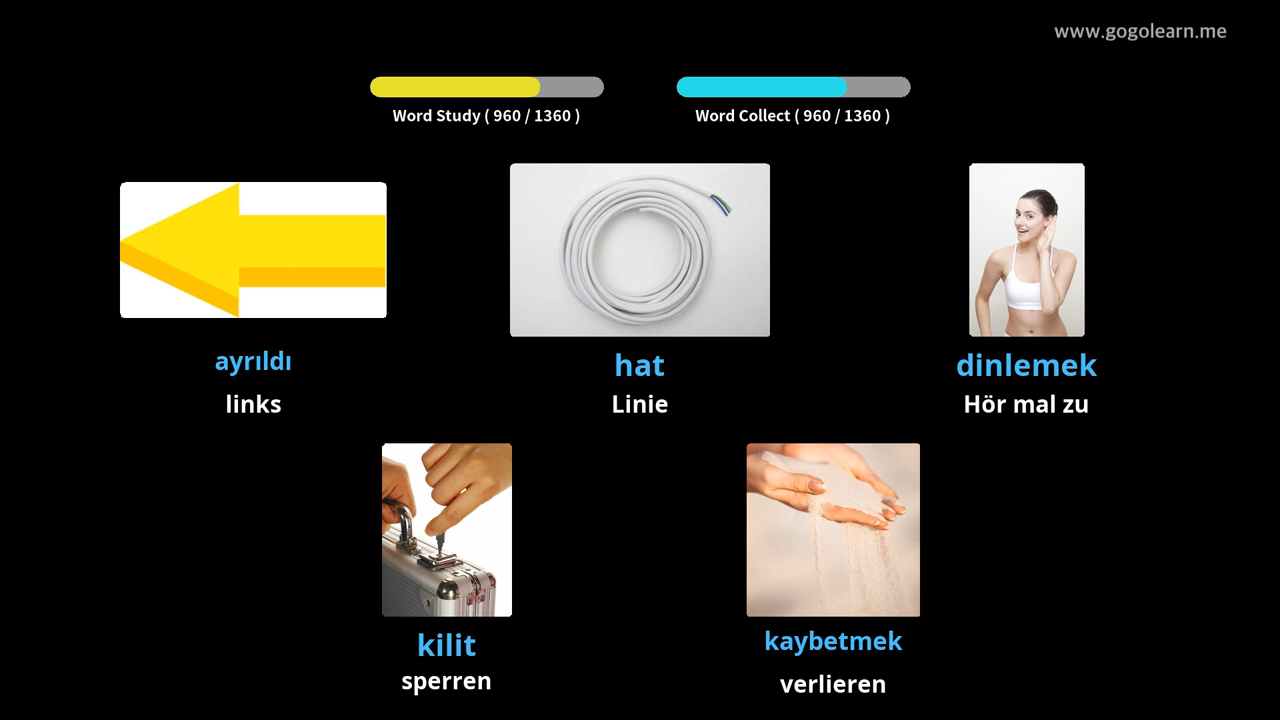 www.gogolearn.me
Word Study ( 960 / 1360 )
Word Collect ( 960 / 1360 )
ayrıldı
links
hat
Linie
dinlemek
Hör mal zu
kilit
sperren
kaybetmek
verlieren